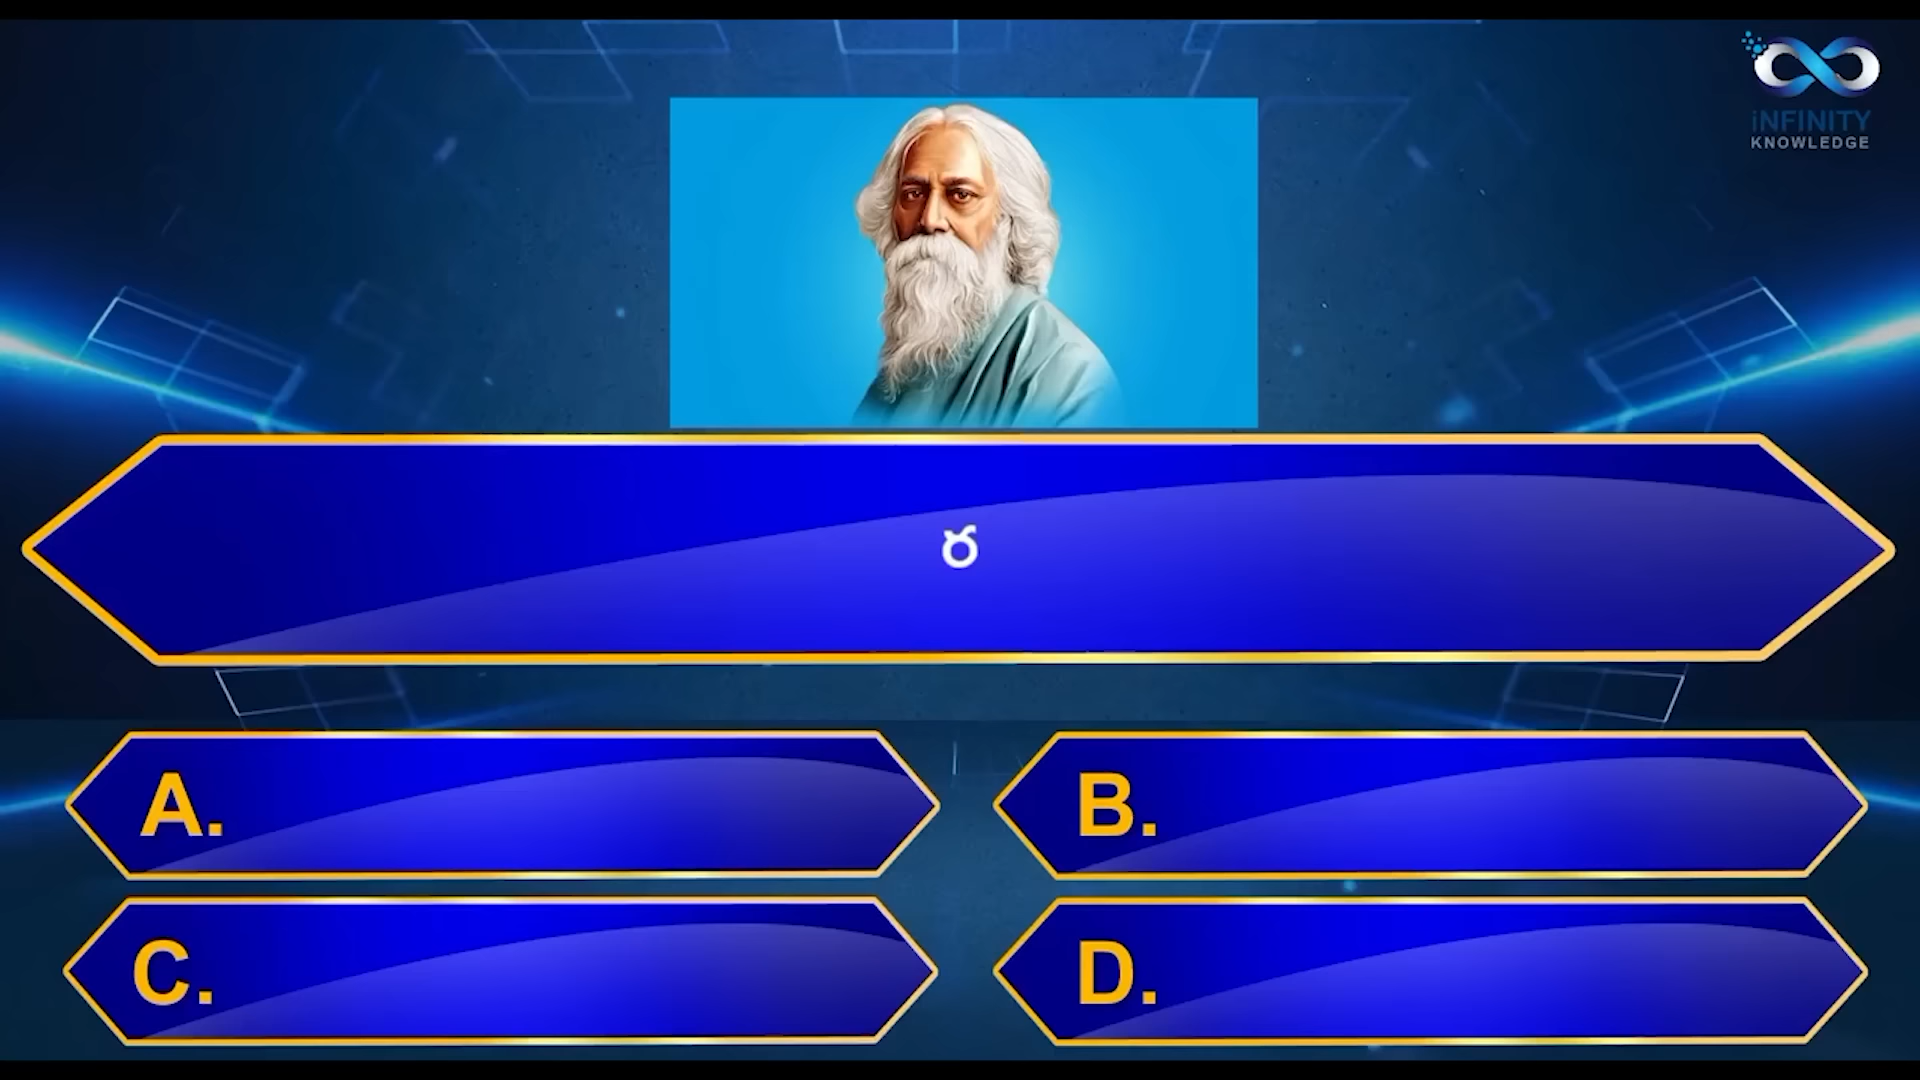 iNFINITY
KNOWLEDGE
ర
A.
B.
C.
D.